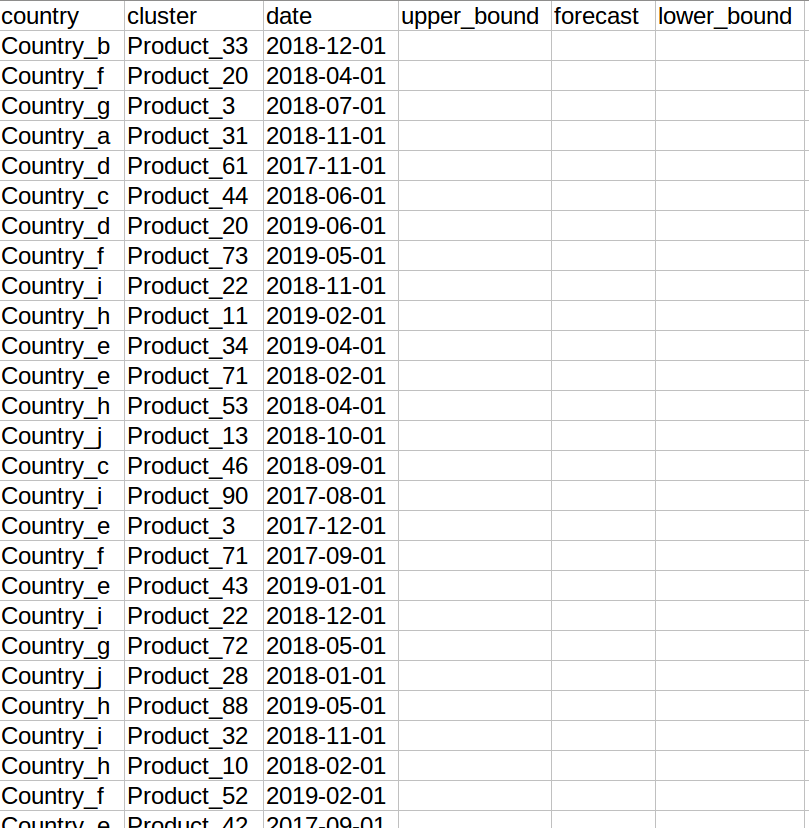 country cluster date upper_bound forecast lower_bound
Country_b Product_33 2018-12-01
Country_f Product_20 2018-04-01
Country_g Product_3 2018-07-01
Country_a Product_31 2018-11-01
Country_d Product_61 2017-11-01
Country_c Product_44 2018-06-01
Country_d Product_20 2019-06-01
Country_f Product_73 2019-05-01
Country_i Product_22 2018-11-01
Country_h Product_11 2019-02-01
Country_e Product_34 2019-04-01
Country_e Product_71 2018-02-01
Country_h Product_53 2018-04-01
Country_j Product_13 2018-10-01
Country_c Product_46 2018-09-01
Country_i Product_90 2017-08-01
Country_e Product_3 2017-12-01
Country_f Product_71 2017-09-01
Country_e Product_43 2019-01-01
Country_i Product_22 2018-12-01
Country_g Product_72 2018-05-01
Country_j Product_28 2018-01-01
Country_h Product_88 2019-05-01
Country_i Product_32 2018-11-01
Country_h Product_10 2018-02-01
Country_f Product_52 2019-02-01
Country_e Product_42 2017-09-01